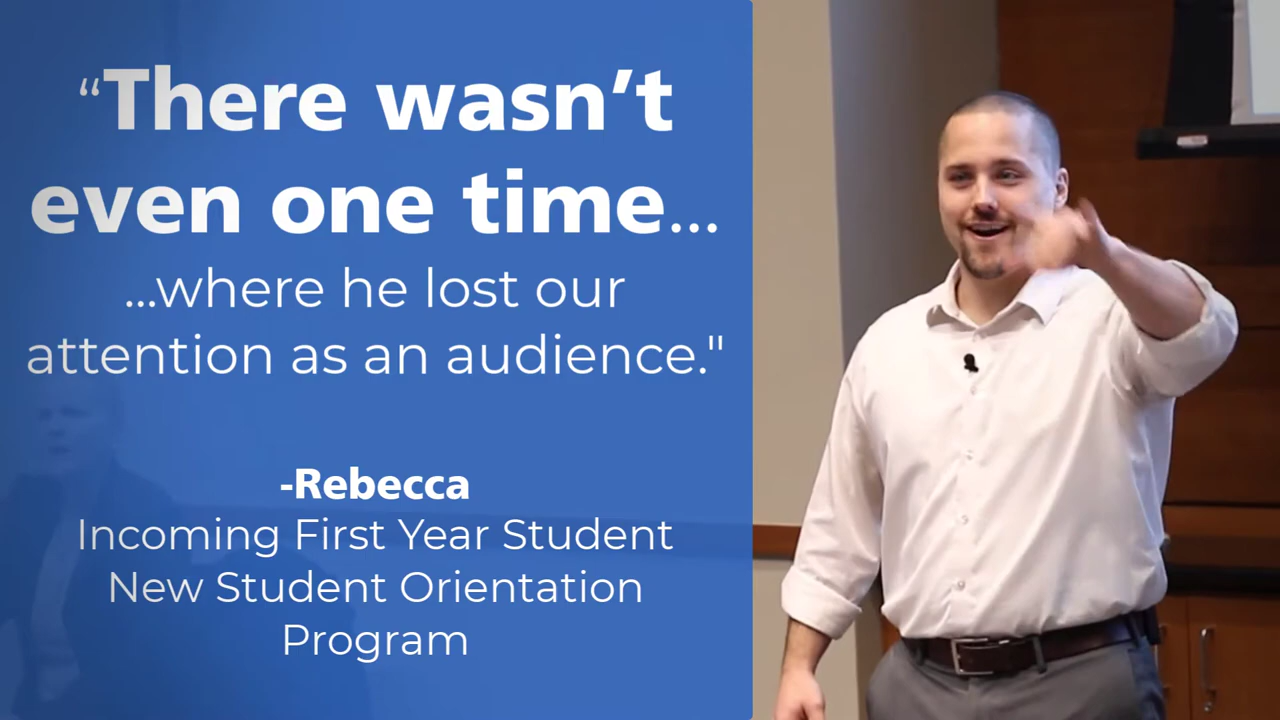 “There wasn’t
even one time...
...where he lost our
attention as an audience."
-Rebecca
Incoming First Year Student
New Student Orientation
Program